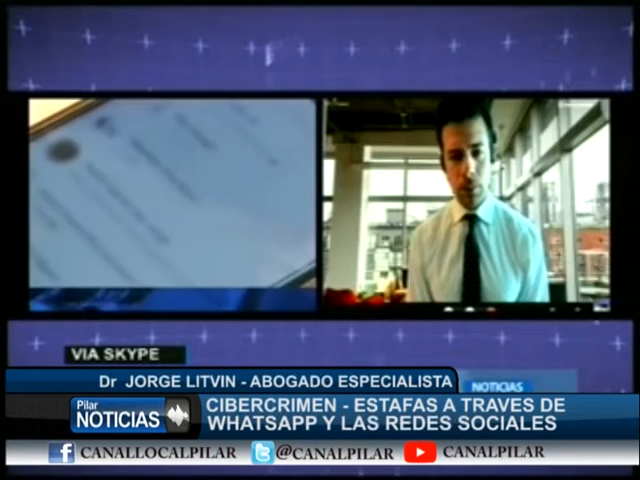 VIA SKYPE
Dr JORGE LITVIN - ABOGADO ESPECIALISTA
NOTICIAS
Pilar
NOTICIAS
CIBERCRIMEN - ESTAFAS A TRAVES DE
WHATSAPP Y LAS REDES SOCIALES
CANALLOCALPILAR
@CANALPILAR
CANALPILAR